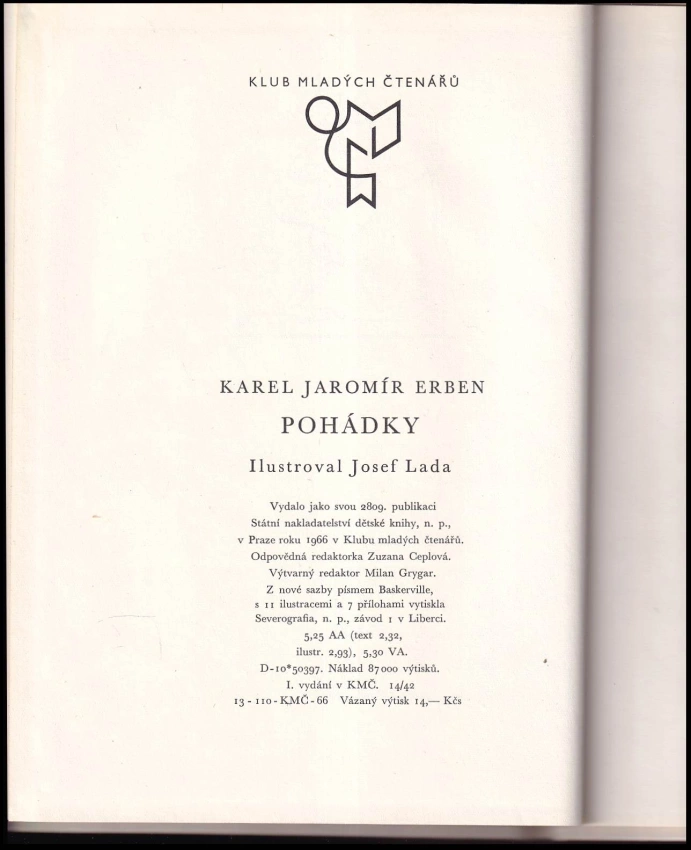 KLUB MLADÝCH ČTENÁŘŮ
KAREL JAROMÍR ERBEN
POHÁDKY
Ilustroval Josef Lada
Vydalo jako svou 2809. publikaci
Státní nakladatelství dětské knihy, n. p.,
v Praze roku 1966 v Klubu mladých čtenářů.
Odpovědná redaktorka Zuzana Ceplová.
Výtvarný redaktor Milan Grygar.
Z nové sazby písmem Baskerville,
s 11 ilustracemi a 7 přílohami vytiskla
Severografia, n. p., závod 1 v Liberci.
5,25 AA (text 2,32,
ilustr. 2,93), 5,30 VA.
D-10*50397. Náklad 87000 výtisků.
I. vydání v KMČ. 14/42
13-110-KMČ-66 Vázaný výtisk 14,— Kčs